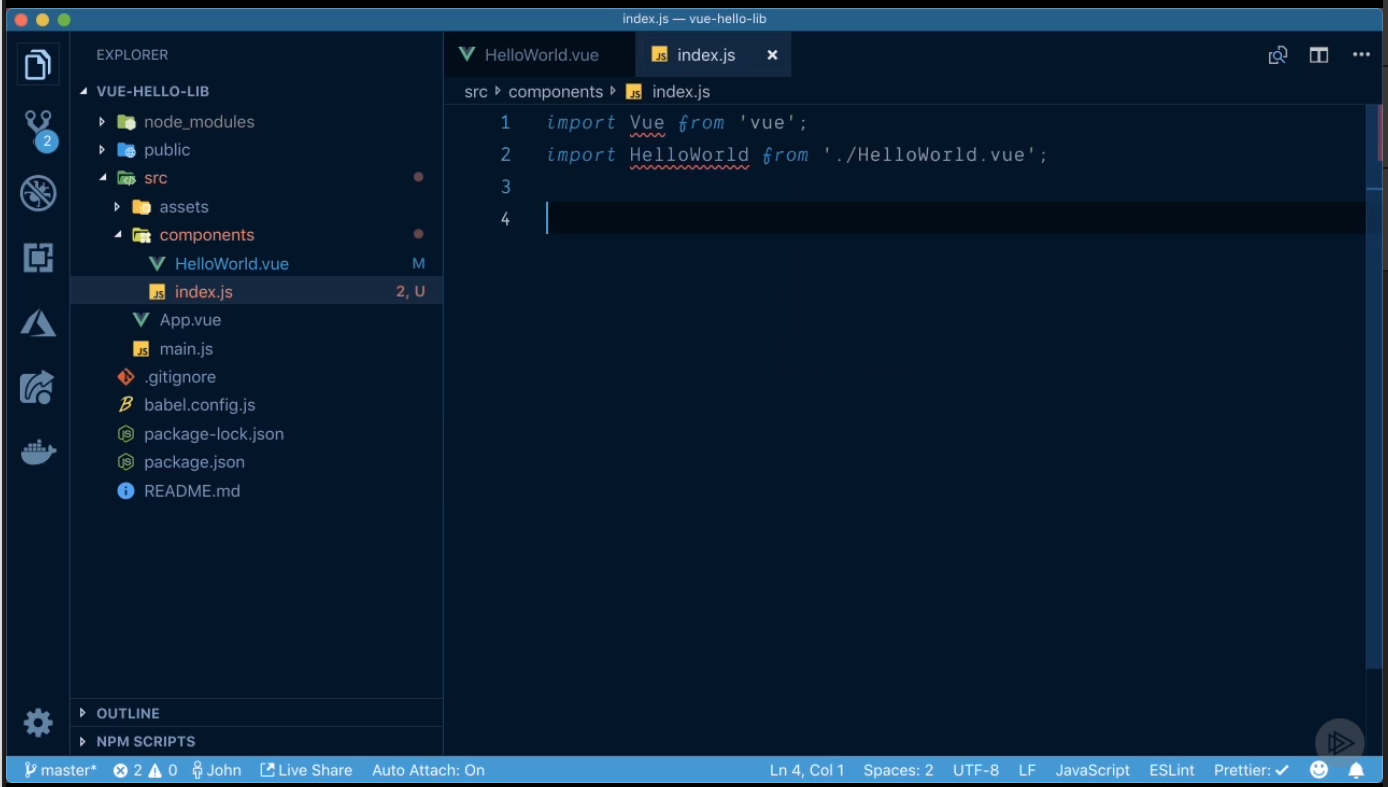 index.js — vue-hello-lib
EXPLORER
VUE-HELLO-LIB
node_modules
public
src
assets
components
HelloWorld.vue M
index.js 2, U
App.vue
main.js
.gitignore
babel.config.js
package-lock.json
package.json
README.md
OUTLINE
NPM SCRIPTS
2
HelloWorld.vue index.js
src components index.js
1 import Vue from 'vue';
2 import HelloWorld from './HelloWorld.vue';
3
4
master* 2 0 John Live Share Auto Attach: On Ln 4, Col 1 Spaces: 2 UTF-8 LF JavaScript ESLint Prettier: